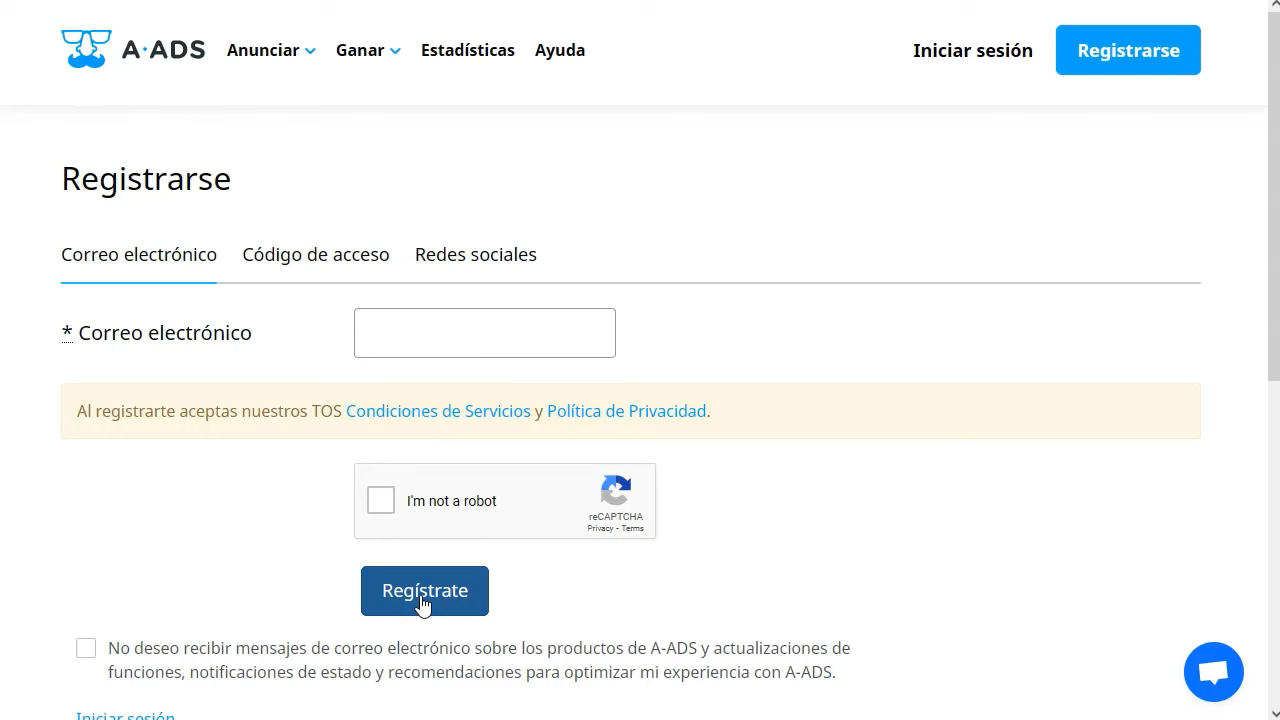 A·ADS Anunciar Ganar Estadísticas Ayuda Iniciar sesión Registrarse
Registrarse
Correo electrónico Código de acceso Redes sociales
* Correo electrónico
Al registrarte aceptas nuestros TOS Condiciones de Servicios y Política de Privacidad.
I'm not a robot
reCAPTCHA
Privacy - Terms
Regístrate
No deseo recibir mensajes de correo electrónico sobre los productos de A-ADS y actualizaciones de
funciones, notificaciones de estado y recomendaciones para optimizar mi experiencia con A-ADS.
Iniciar sesión